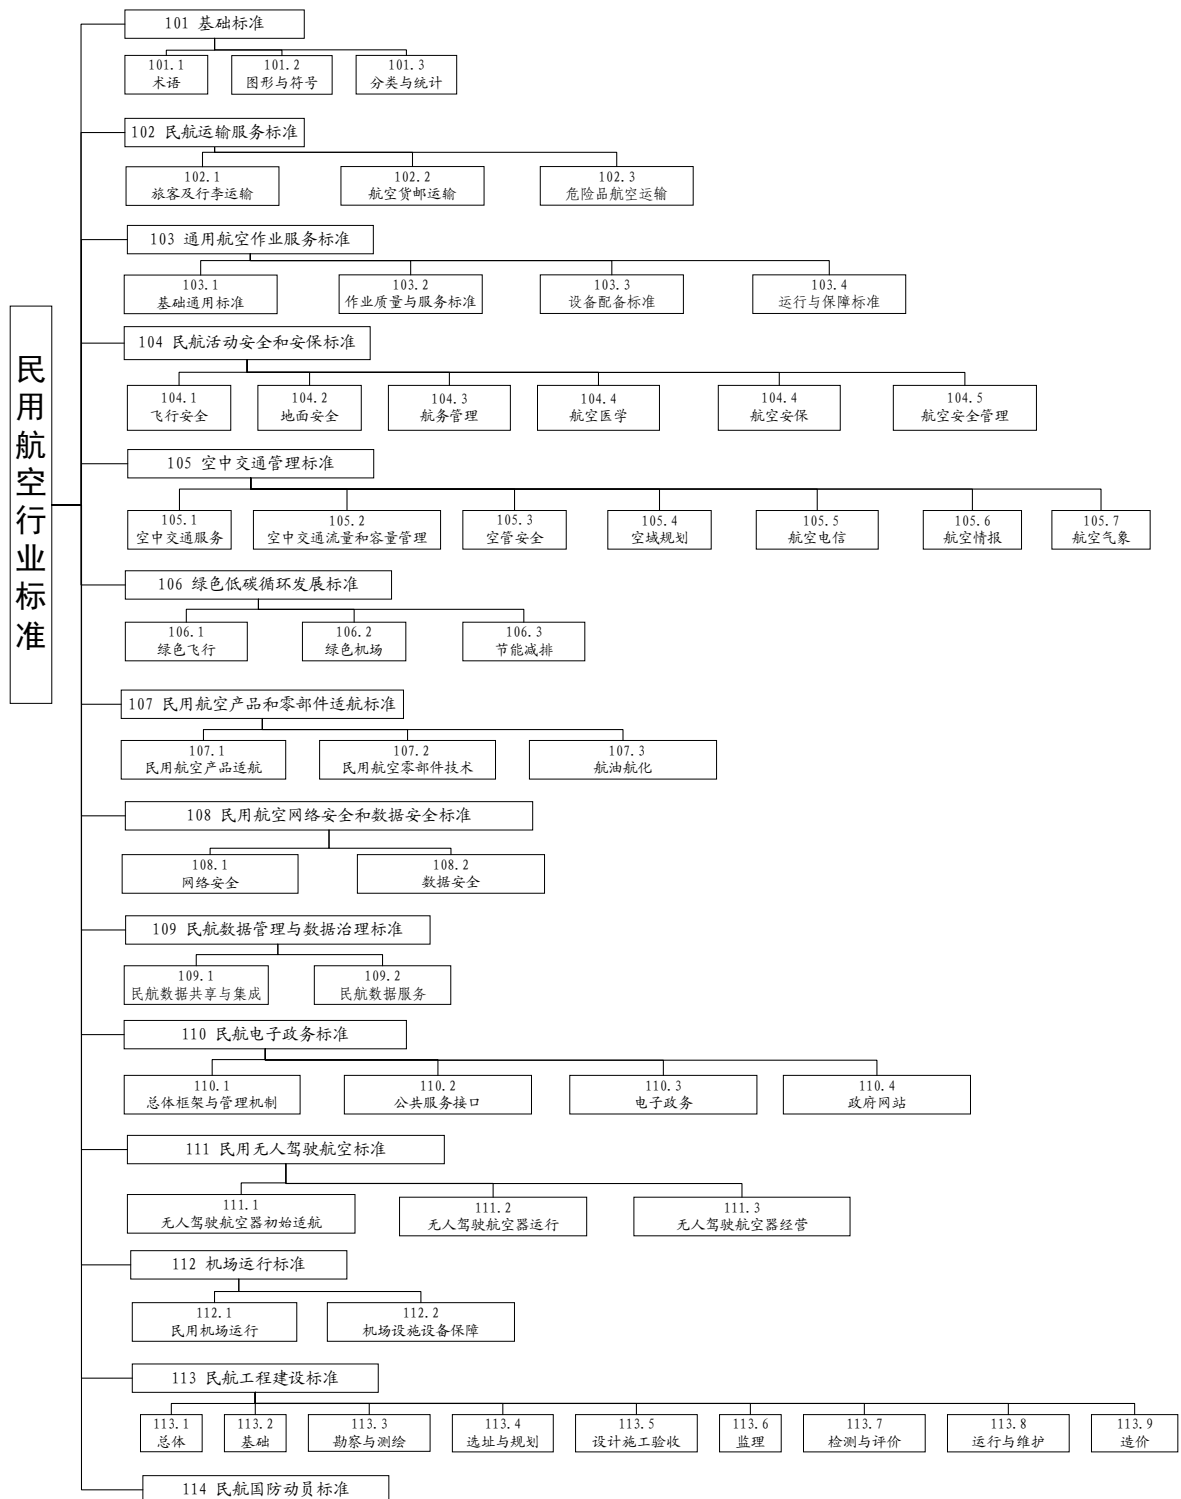 民用航空行业标准
101 基础标准
101.1
术语
101.2
图形与符号
101.3
分类与统计
102 民航运输服务标准
102.1
旅客及行李运输
102.2
航空货邮运输
102.3
危险品航空运输
103 通用航空作业服务标准
103.1
基础通用标准
103.2
作业质量与服务标准
103.3
设备配备标准
103.4
运行与保障标准
104 民航活动安全和安保标准
104.1
飞行安全
104.2
地面安全
104.3
航务管理
104.4
航空医学
104.4
航空安保
104.5
航空安全管理
105 空中交通管理标准
105.1
空中交通服务
105.2
空中交通流量和容量管理
105.3
空管安全
105.4
空域规划
105.5
航空电信
105.6
航空情报
105.7
航空气象
106 绿色低碳循环发展标准
106.1
绿色飞行
106.2
绿色机场
106.3
节能减排
107 民用航空产品和零部件适航标准
107.1
民用航空产品适航
107.2
民用航空零部件技术
107.3
航油航化
108 民用航空网络安全和数据安全标准
108.1
网络安全
108.2
数据安全
109 民航数据管理与数据治理标准
109.1
民航数据共享与集成
109.2
民航数据服务
110 民航电子政务标准
110.1
总体框架与管理机制
110.2
公共服务接口
110.3
电子政务
110.4
政府网站
111 民用无人驾驶航空标准
111.1
无人驾驶航空器初始适航
111.2
无人驾驶航空器运行
111.3
无人驾驶航空器经营
112 机场运行标准
112.1
民用机场运行
112.2
机场设施设备保障
113 民航工程建设标准
113.1
总体
113.2
基础
113.3
勘察与测绘
113.4
选址与规划
113.5
设计施工验收
113.6
监理
113.7
检测与评价
113.8
运行与维护
113.9
造价
114 民航国防动员标准